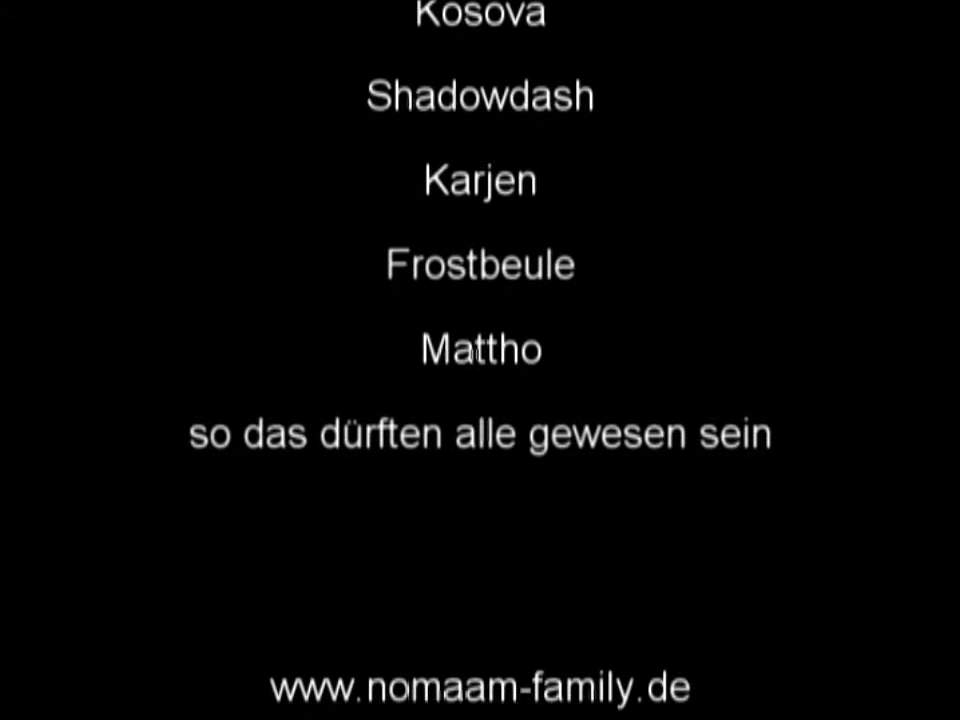 Kosova
Shadowdash
Karjen
Frostbeule
Mattho
so das dürften alle gewesen sein
www.nomaam-family.de